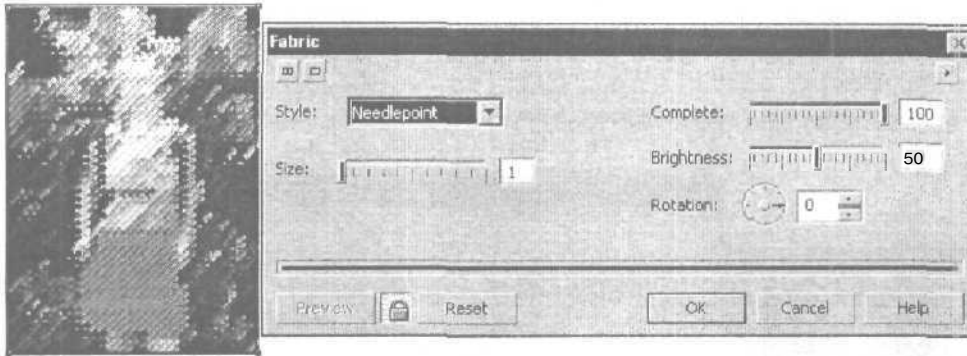 Fabric
Style: Needlepoint
Complete: 100
Size: 1
Brightness: 50
Rotation: 0
Preview Reset OK Cancel Help